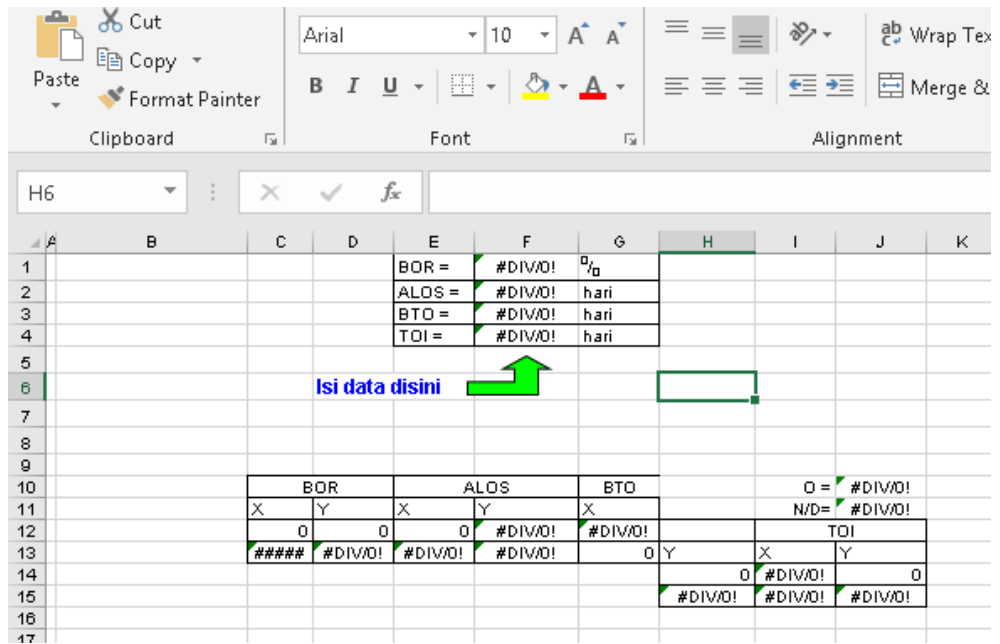 Cut
Copy
Paste
Format Painter
Clipboard
Arial
10
A A
B I U A
Font
ab
c
Wrap Tex
Merge &
Alignment
H6
fx
A B C D E F G H I J K
1 BOR = #DIV/0! %
2 ALOS = #DIV/0! hari
3 BTO = #DIV/0! hari
4 TOI = #DIV/0! hari
5
6 Isi data disini
7
8
9
10 BOR ALOS BTO O = #DIV/0!
11 X Y X Y X N/D= #DIV/0!
12 0 0 0 #DIV/0! #DIV/0! TOI
13 ##### #DIV/0! #DIV/0! #DIV/0! 0 Y X Y
14 0 #DIV/0! 0
15 #DIV/0! #DIV/0! #DIV/0!
16
17